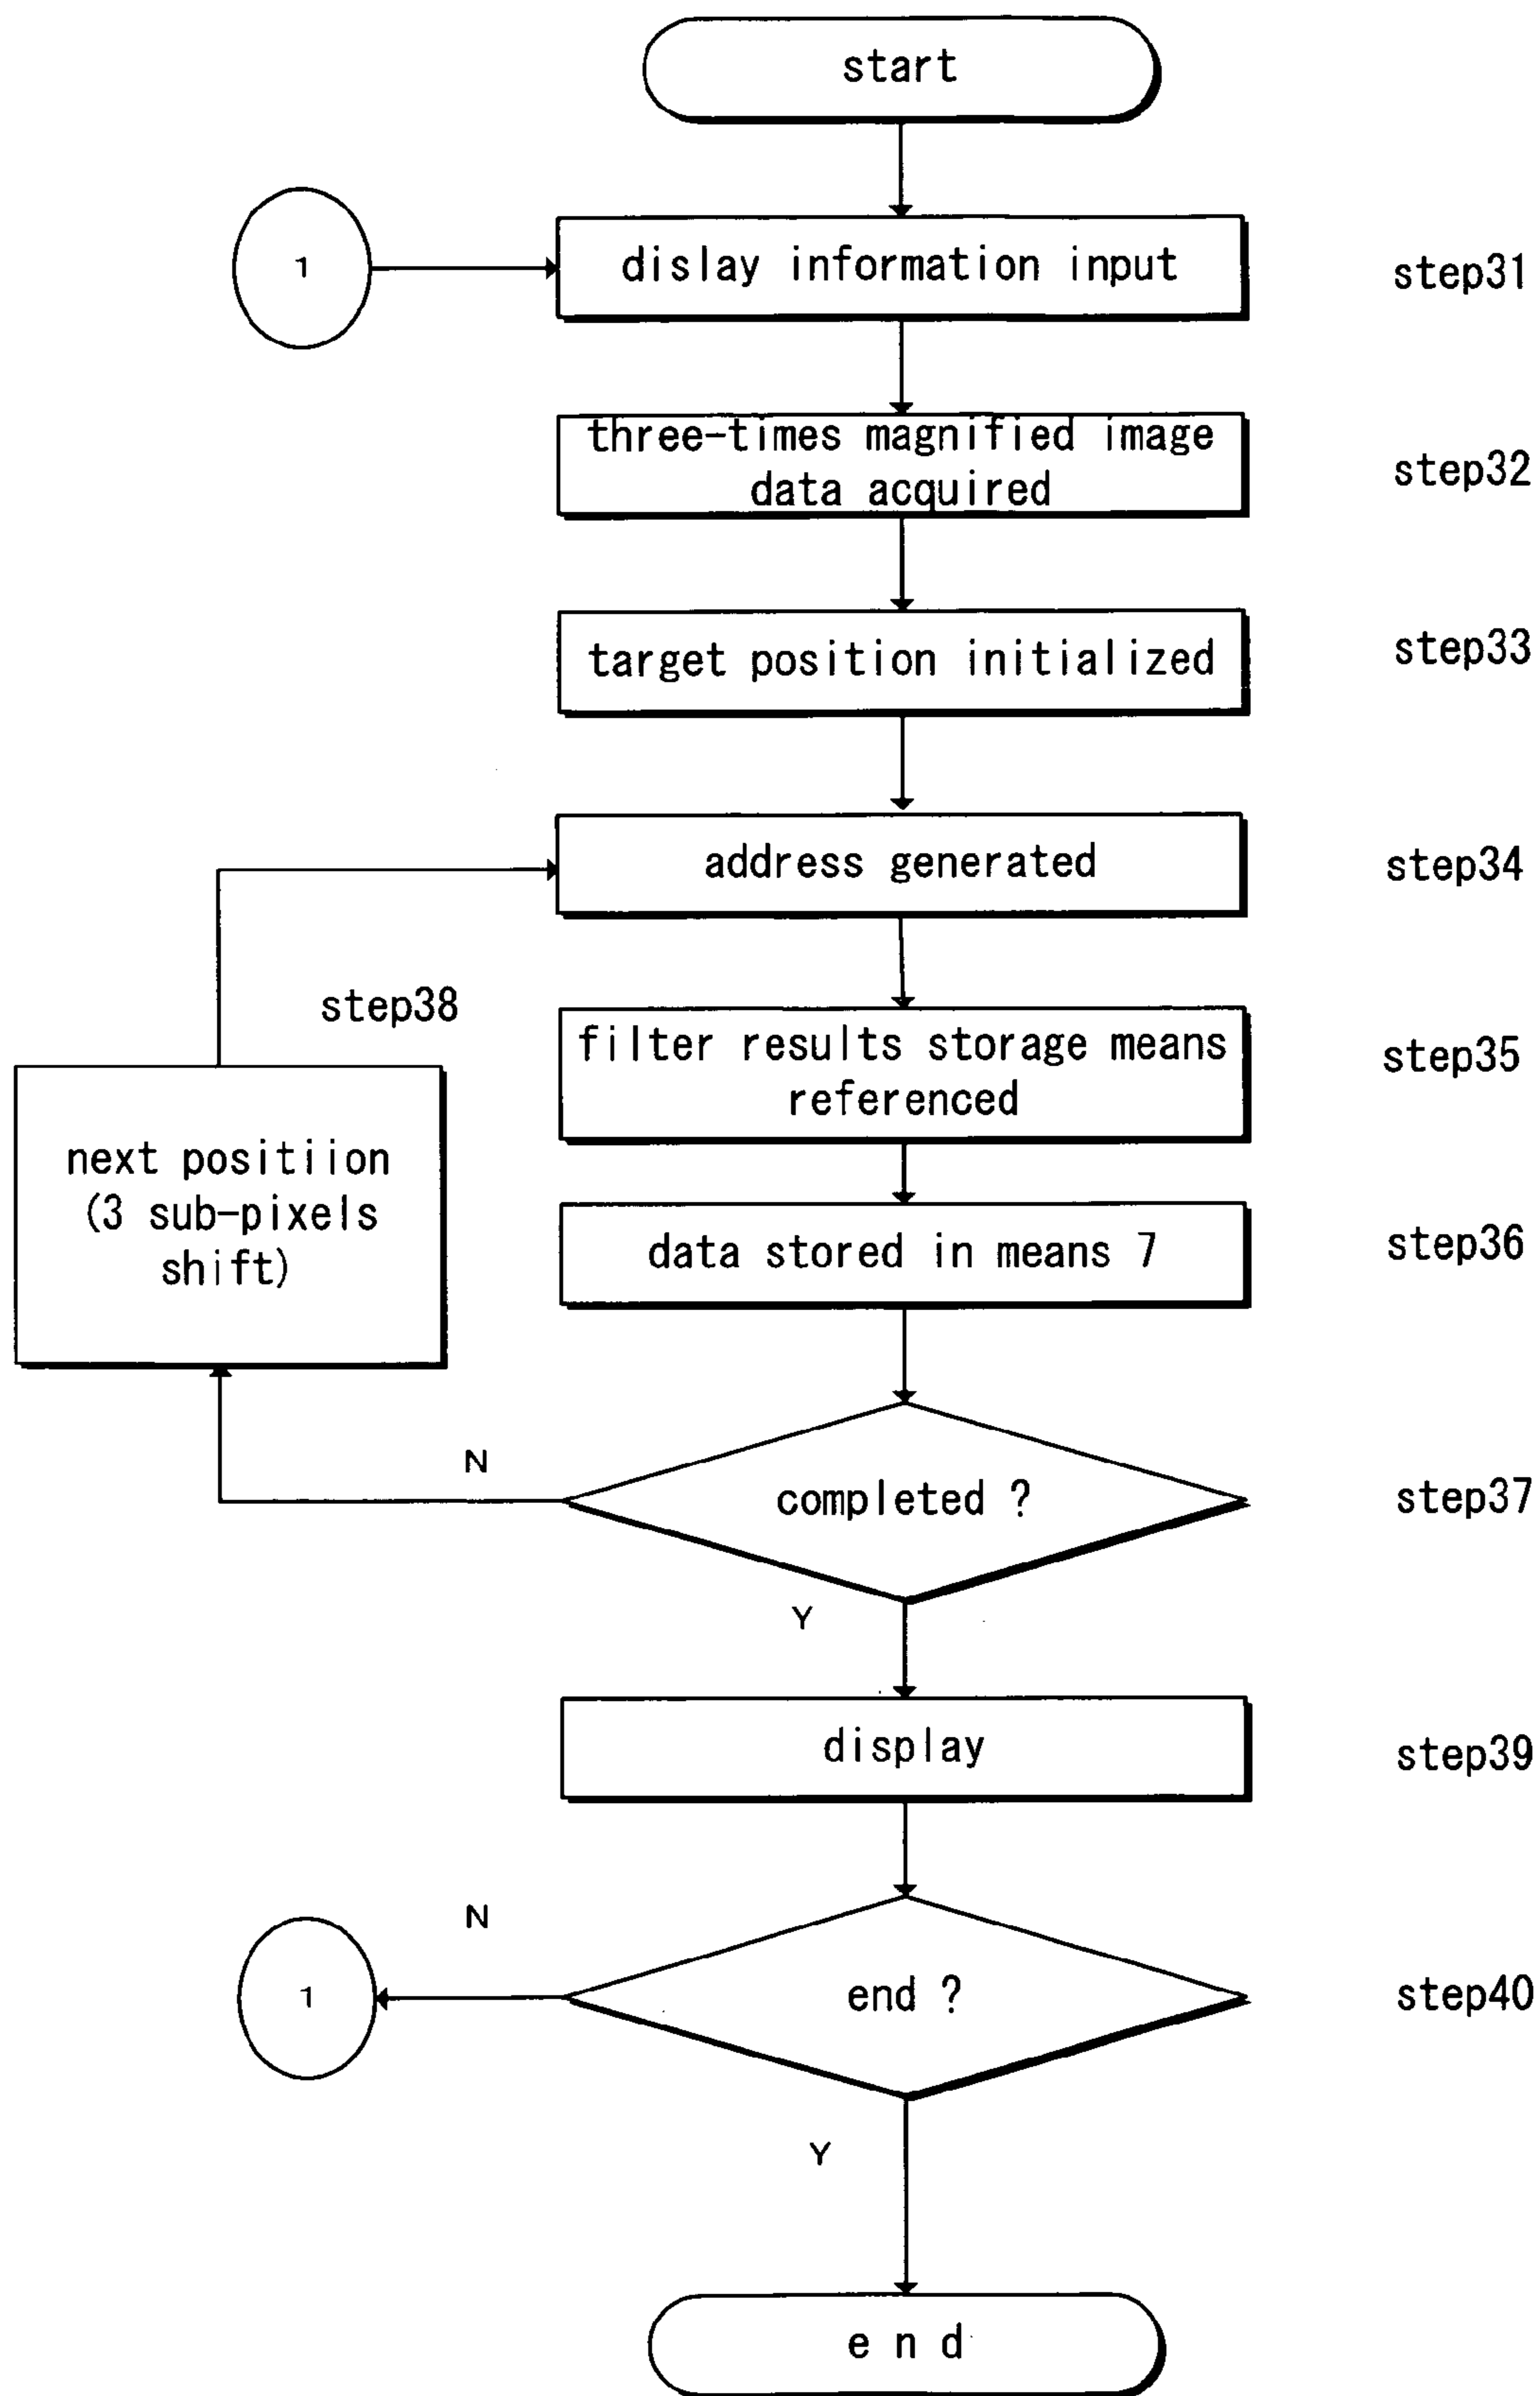 start
1
dislay information input
step31
three-times magnified image
data acquired
step32
target position initialized
step33
address generated
step34
step38
filter results storage means
referenced
step35
next positiion
(3 sub-pixels
shift)
data stored in means 7
step36
N
completed ?
step37
Y
display
step39
N
1
end ?
step40
Y
end